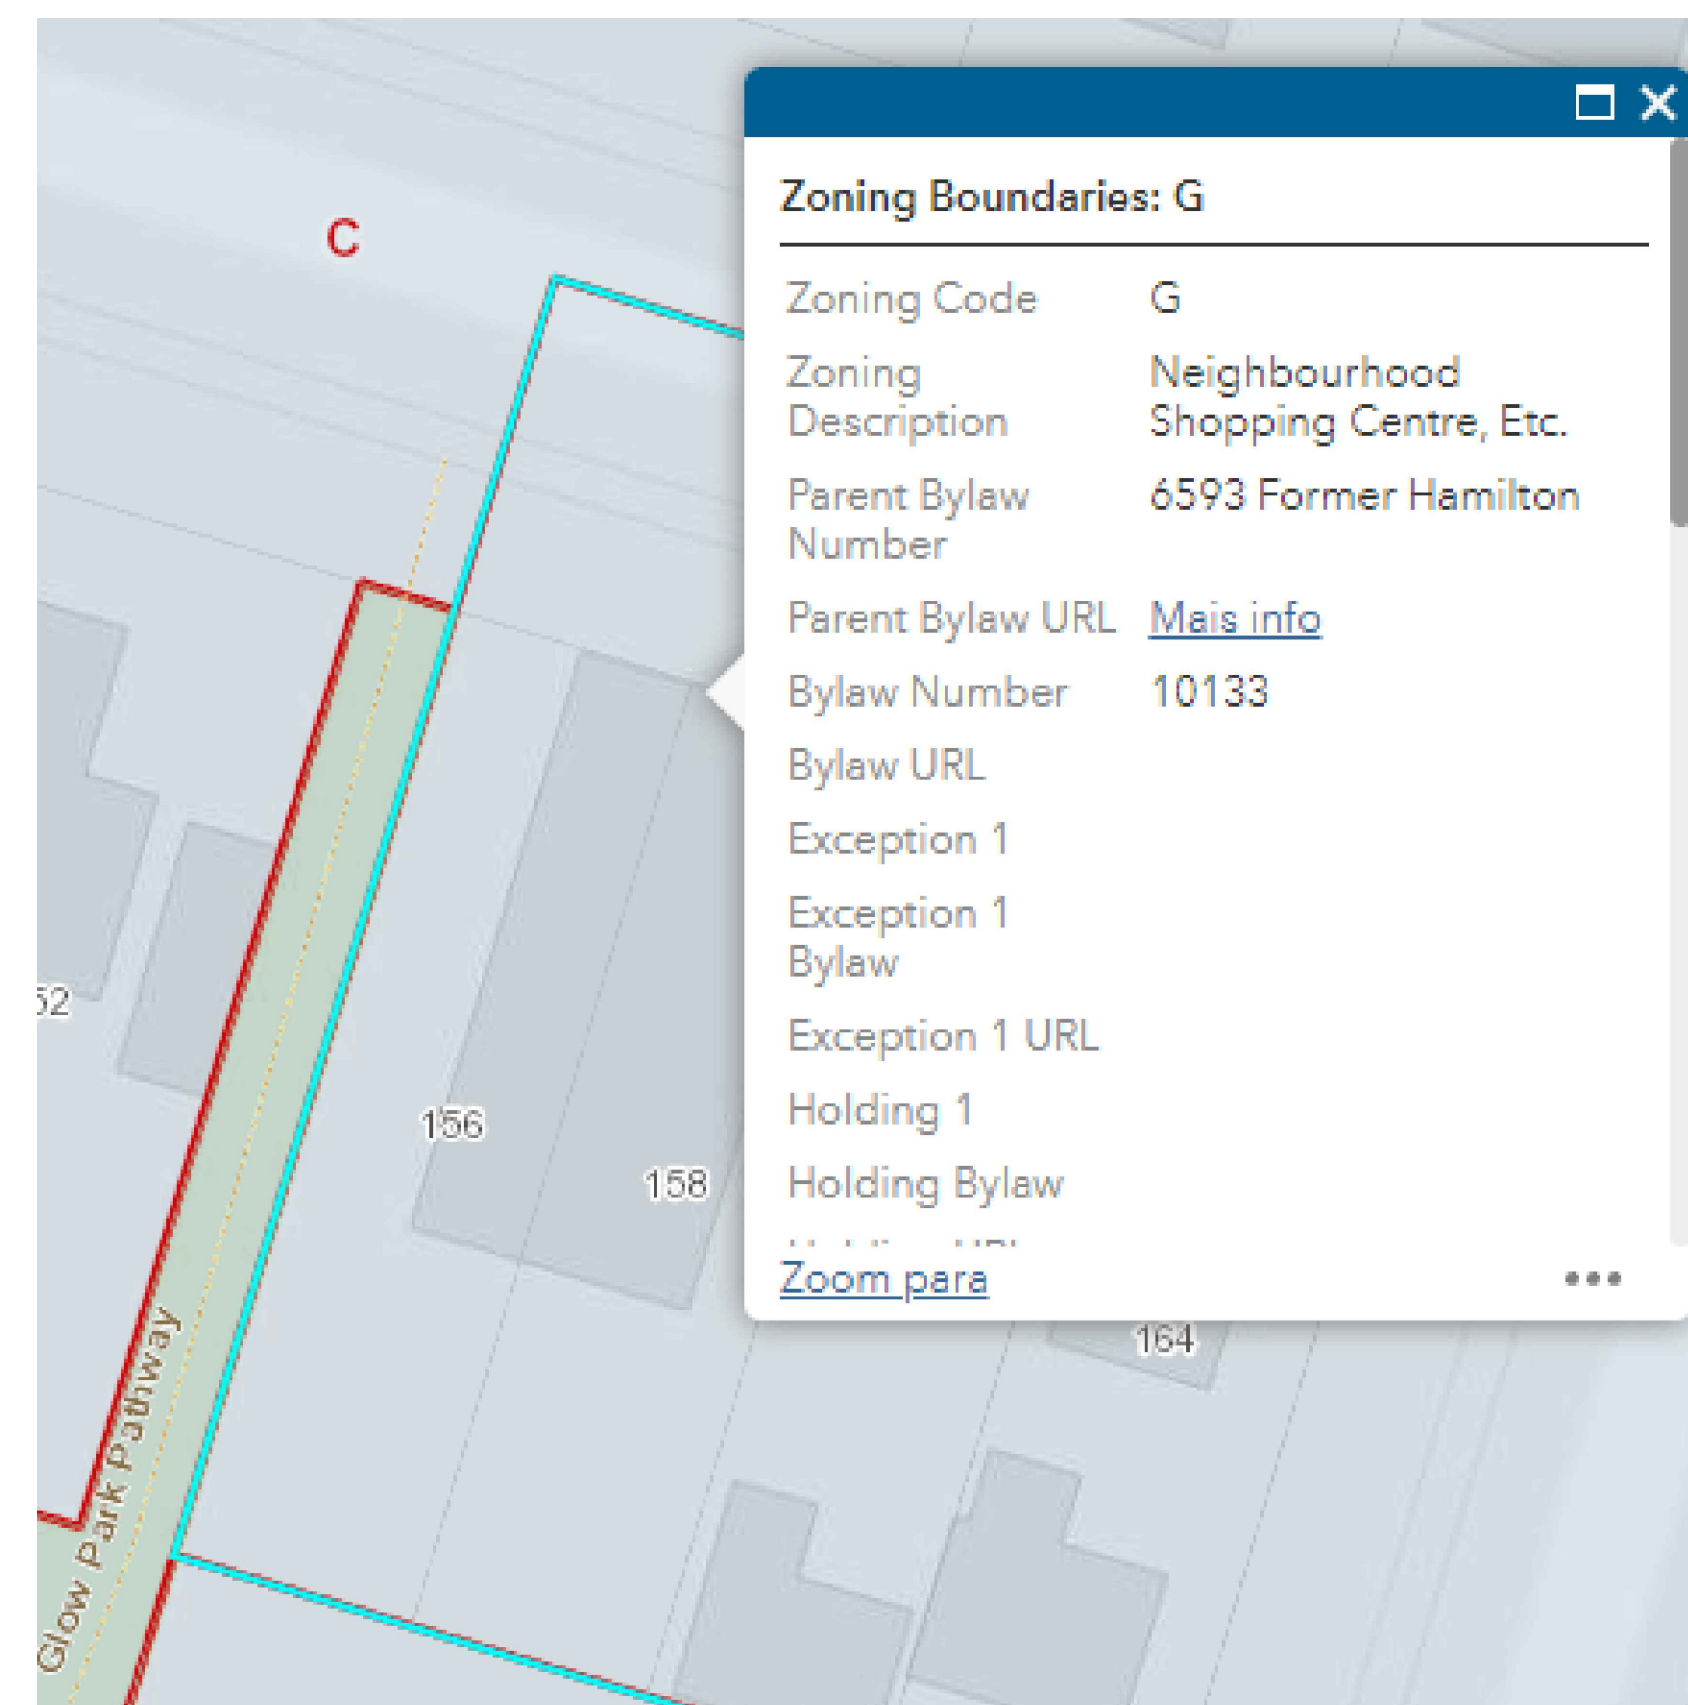 C
Zoning Boundaries: G
Zoning Code G
Zoning Description Neighbourhood Shopping Centre, Etc.
Parent Bylaw Number 6593 Former Hamilton
Parent Bylaw URL Mais info
Bylaw Number 10133
Bylaw URL
Exception 1
Exception 1 Bylaw
Exception 1 URL
Holding 1
Holding Bylaw
Zoom para
52
156
158
164
Glow Park Pathway